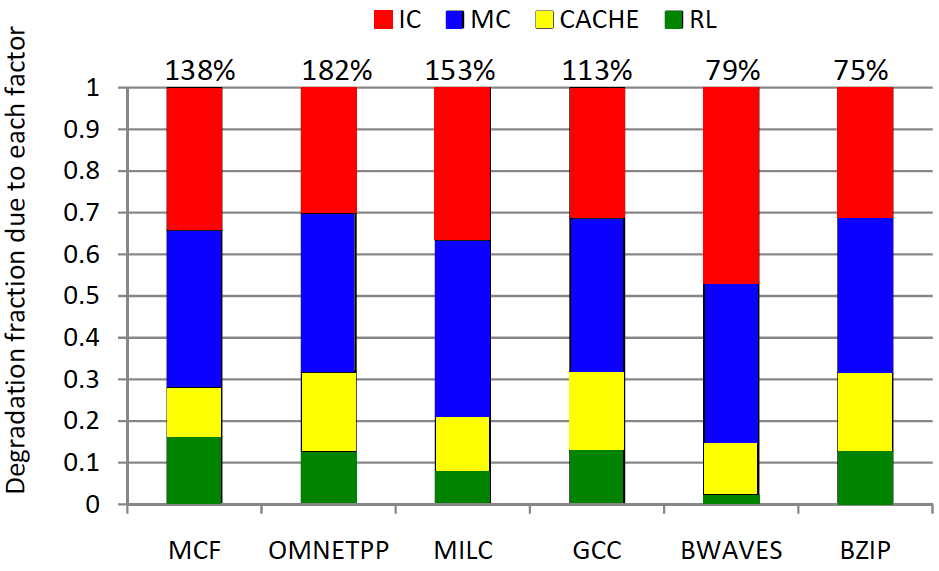 IC MC CACHE RL
138% 182% 153% 113% 79% 75%
Degradation fraction due to each factor
1
0.9
0.8
0.7
0.6
0.5
0.4
0.3
0.2
0.1
0
MCF OMNETPP MILC GCC BWAVES BZIP